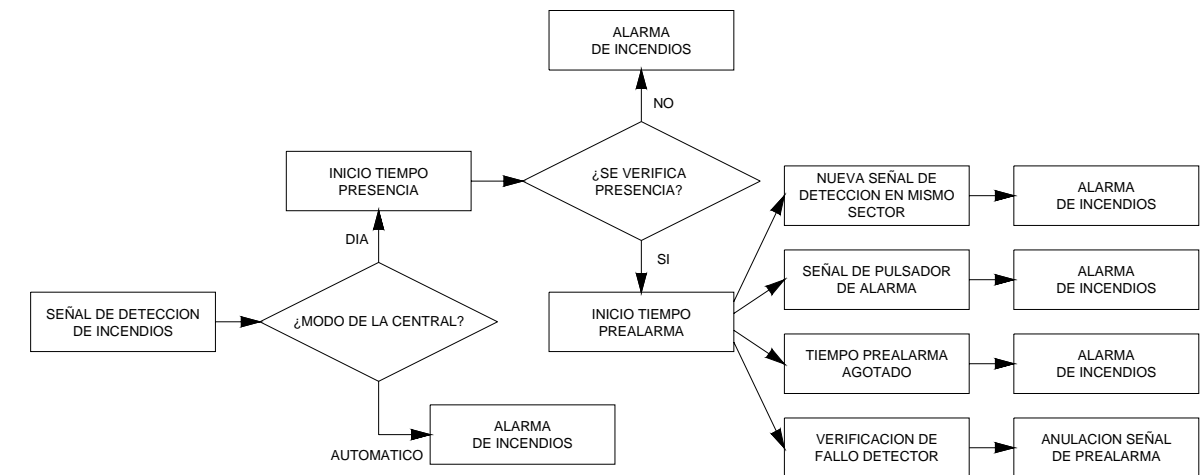 ALARMA
DE INCENDIOS
NO
INICIO TIEMPO
PRESENCIA
¿SE VERIFICA
PRESENCIA?
NUEVA SEÑAL DE
DETECCION EN MISMO
SECTOR
ALARMA
DE INCENDIOS
DIA
SI
SEÑAL DE PULSADOR
DE ALARMA
ALARMA
DE INCENDIOS
SEÑAL DE DETECCION
DE INCENDIOS
¿MODO DE LA CENTRAL?
INICIO TIEMPO
PREALARMA
TIEMPO PREALARMA
AGOTADO
ALARMA
DE INCENDIOS
AUTOMATICO
ALARMA
DE INCENDIOS
VERIFICACION DE
FALLO DETECTOR
ANULACION SEÑAL
DE PREALARMA